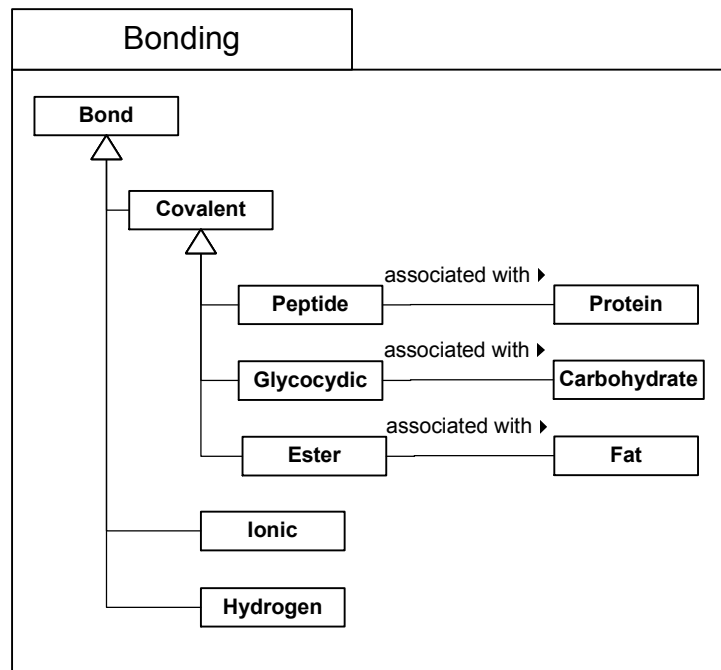 Bonding
Bond
Covalent
associated with
Peptide
Protein
associated with
Glycocydic
Carbohydrate
associated with
Ester
Fat
Ionic
Hydrogen